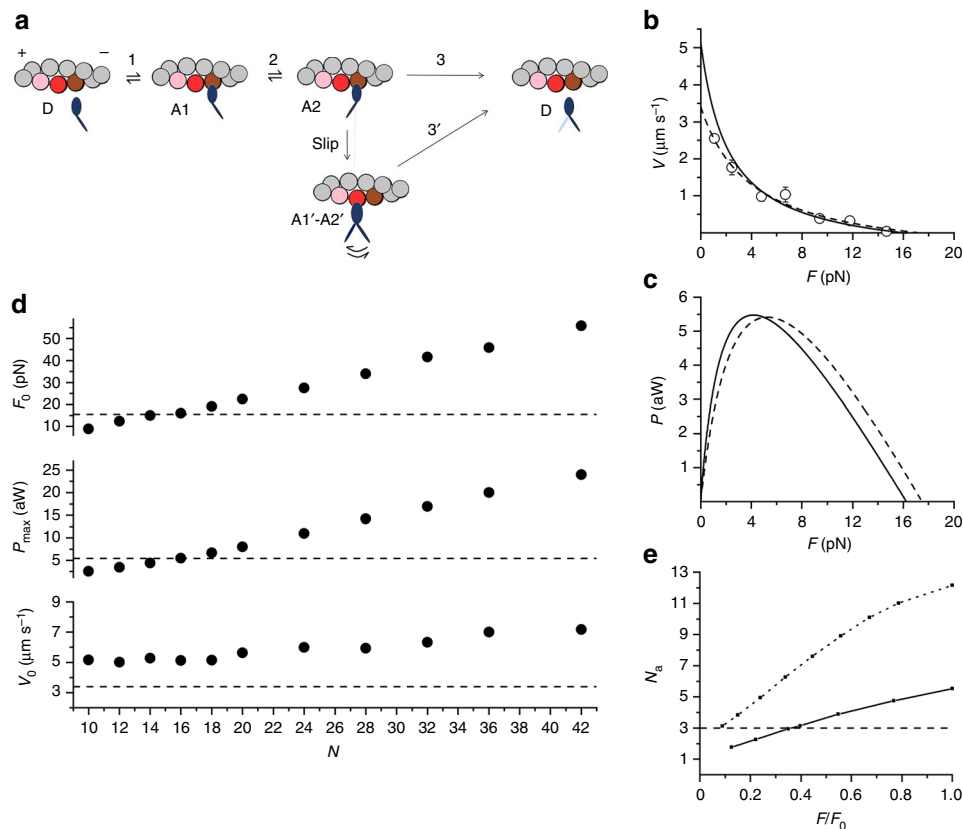 a
+ − 1 2 3
D A1 A2 D
Slip 3′
A1′-A2′
b
V (μm s⁻¹)
5
4
3
2
1
0 4 8 12 16 20
F (pN)
c
P (aW)
6
5
4
3
2
1
0 4 8 12 16 20
F (pN)
d
F₀ (pN)
50
40
30
20
10
Pmax (aW)
25
20
15
10
5
V₀ (μm s⁻¹)
9
7
5
3
10 12 14 16 18 20 22 24 26 28 30 32 34 36 38 40 42
N
e
Nₐ
13
11
9
7
5
3
1
0 0.2 0.4 0.6 0.8 1.0
F/F₀